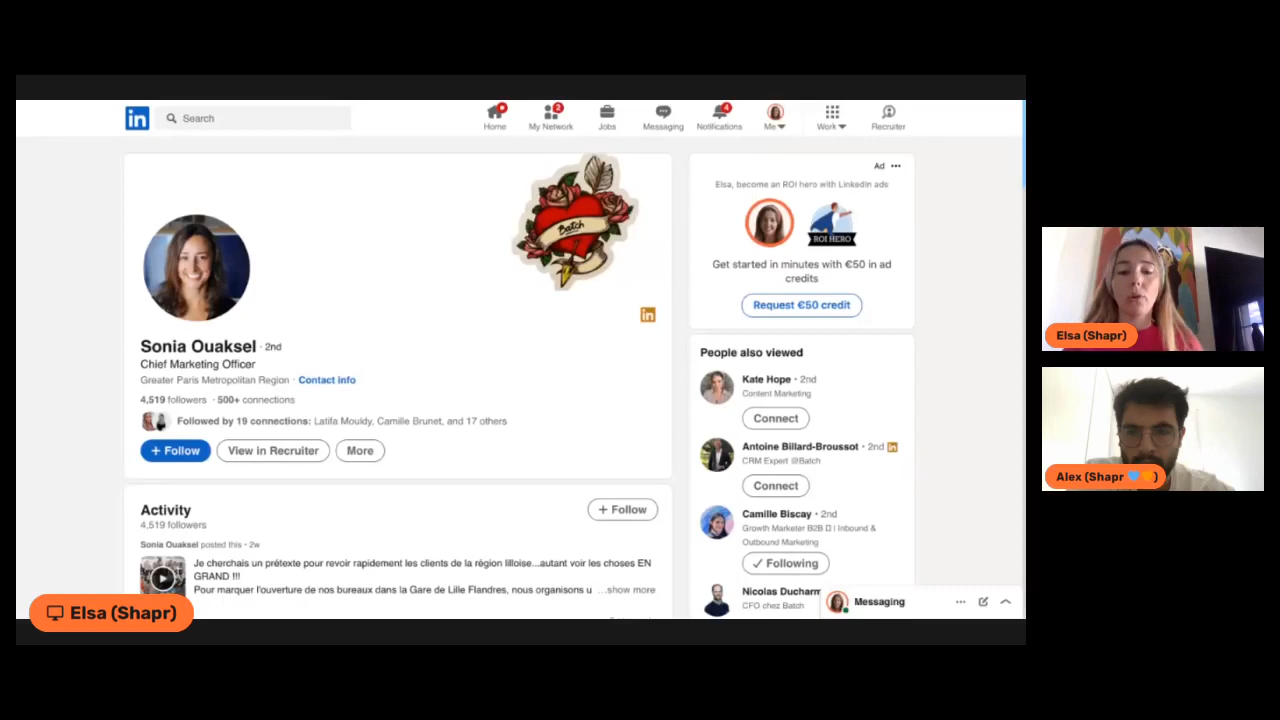 in
Search
Home
2
My Network
Jobs
Messaging
4
Notifications
Me
Work
Recruiter
Batch
in
Sonia Ouaksel · 2nd
Chief Marketing Officer
Greater Paris Metropolitan Region · Contact info
4,519 followers · 500+ connections
Followed by 19 connections: Latifa Mouldy, Camille Brunet, and 17 others
+ Follow
View in Recruiter
More
Activity
4,519 followers
+ Follow
Sonia Ouaksel posted this • 2w
Je cherchais un prétexte pour revoir rapidement les clients de la région lilloise...autant voir les choses EN
GRAND !!!
Pour marquer l'ouverture de nos bureaux dans la Gare de Lille Flandres, nous organisons u ...show more
Ad •••
Elsa, become an ROI hero with LinkedIn ads
ROI HERO
Get started in minutes with €50 in ad
credits
Request €50 credit
People also viewed
Kate Hope • 2nd
Content Marketing
Connect
Antoine Billard-Broussot • 2nd in
CRM Expert @Batch
Connect
Camille Biscay • 2nd
Growth Marketer B2B | Inbound &
Outbound Marketing
✓ Following
Nicolas Ducharm
CFO chez Batch
Messaging
Elsa (Shapr)
Elsa (Shapr)
Alex (Shapr 💙🧡)